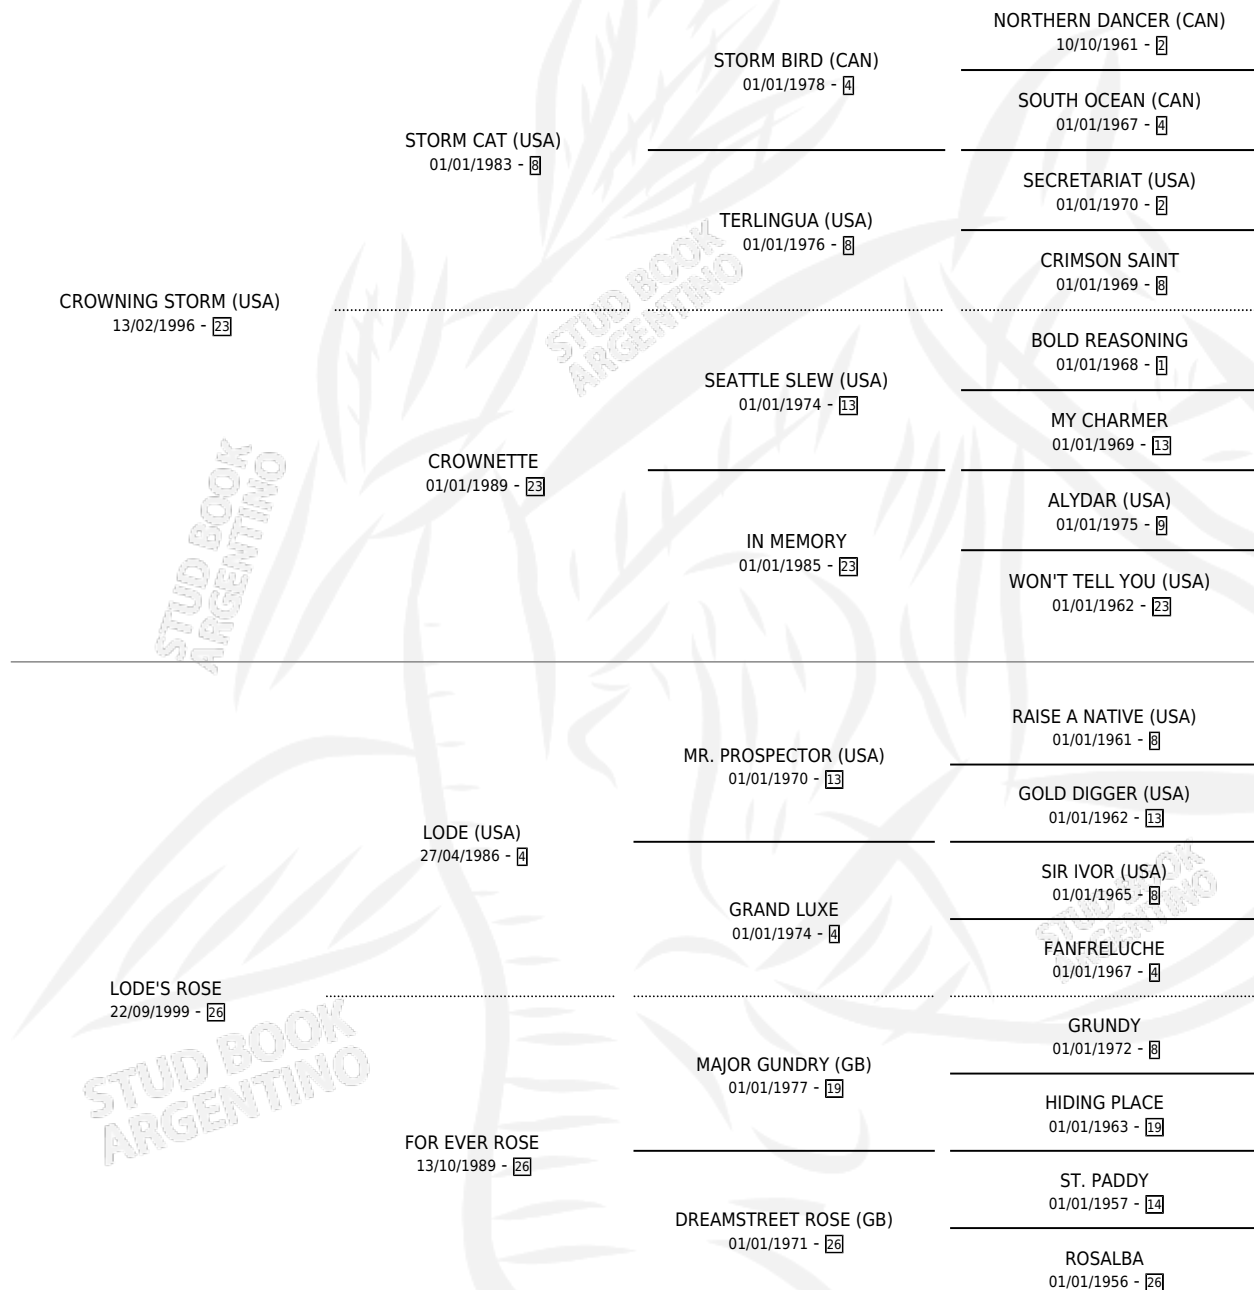 NORTHERN DANCER (CAN)
10/10/1961 - 2
STORM BIRD (CAN)
01/01/1978 - 4
SOUTH OCEAN (CAN)
01/01/1967 - 4
STORM CAT (USA)
01/01/1983 - 8
SECRETARIAT (USA)
01/01/1970 - 2
TERLINGUA (USA)
01/01/1976 - 8
CRIMSON SAINT
01/01/1969 - 8
CROWNING STORM (USA)
13/02/1996 - 23
BOLD REASONING
01/01/1968 - 1
SEATTLE SLEW (USA)
01/01/1974 - 13
MY CHARMER
01/01/1969 - 13
CROWNETTE
01/01/1989 - 23
ALYDAR (USA)
01/01/1975 - 9
IN MEMORY
01/01/1985 - 23
WON'T TELL YOU (USA)
01/01/1962 - 23
RAISE A NATIVE (USA)
01/01/1961 - 8
MR. PROSPECTOR (USA)
01/01/1970 - 13
GOLD DIGGER (USA)
01/01/1962 - 13
LODE (USA)
27/04/1986 - 4
SIR IVOR (USA)
01/01/1965 - 8
GRAND LUXE
01/01/1974 - 4
FANFRELUCHE
01/01/1967 - 4
LODE'S ROSE
22/09/1999 - 26
GRUNDY
01/01/1972 - 8
MAJOR GUNDRY (GB)
01/01/1977 - 19
HIDING PLACE
01/01/1963 - 19
FOR EVER ROSE
13/10/1989 - 26
ST. PADDY
01/01/1957 - 14
DREAMSTREET ROSE (GB)
01/01/1971 - 26
ROSALBA
01/01/1956 - 26
STUD BOOK
ARGENTINO
STUD BOOK
ARGENTINO
STUD BOOK
ARGENTINO
STUD BOOK
ARGENTINO